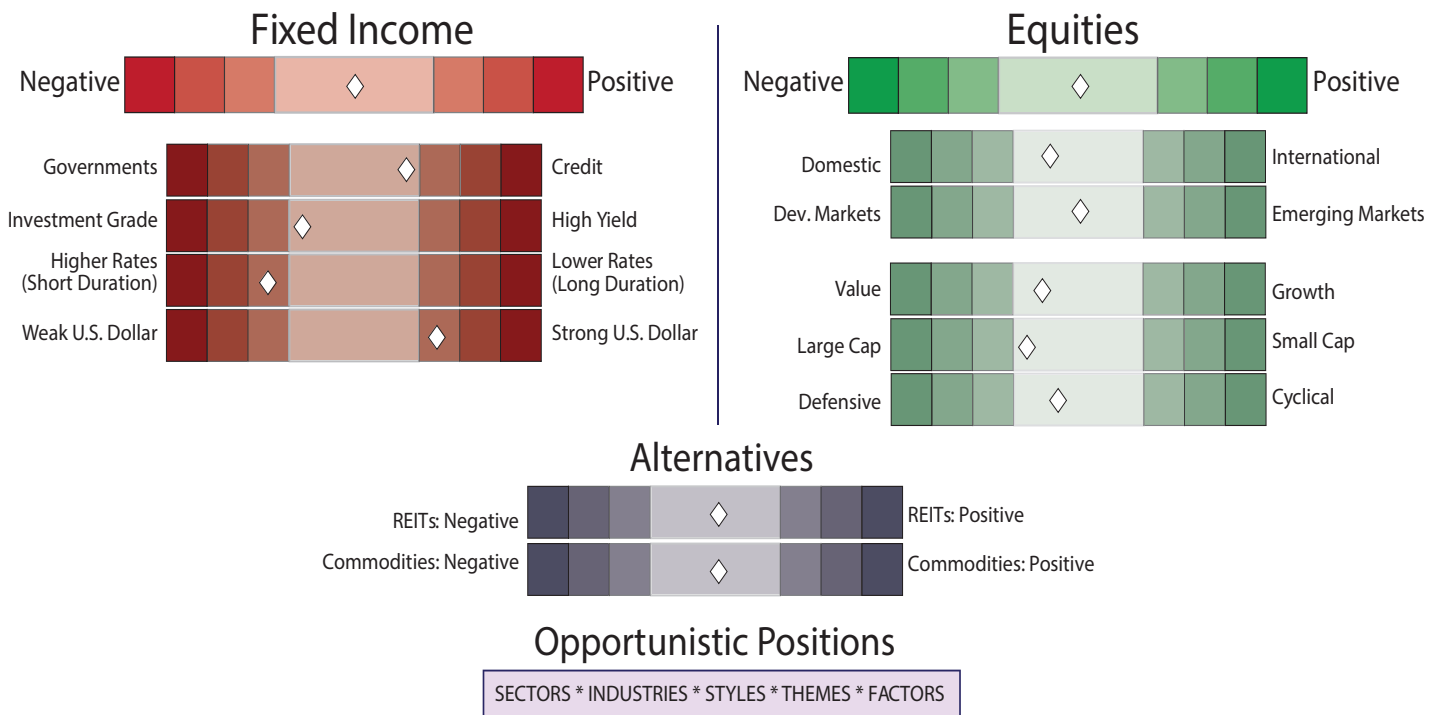 Fixed Income
Negative
Positive
Governments
Credit
Investment Grade
High Yield
Higher Rates
(Short Duration)
Lower Rates
(Long Duration)
Weak U.S. Dollar
Strong U.S. Dollar
Equities
Negative
Positive
Domestic
International
Dev. Markets
Emerging Markets
Value
Growth
Large Cap
Small Cap
Defensive
Cyclical
Alternatives
REITs: Negative
REITs: Positive
Commodities: Negative
Commodities: Positive
Opportunistic Positions
SECTORS * INDUSTRIES * STYLES * THEMES * FACTORS